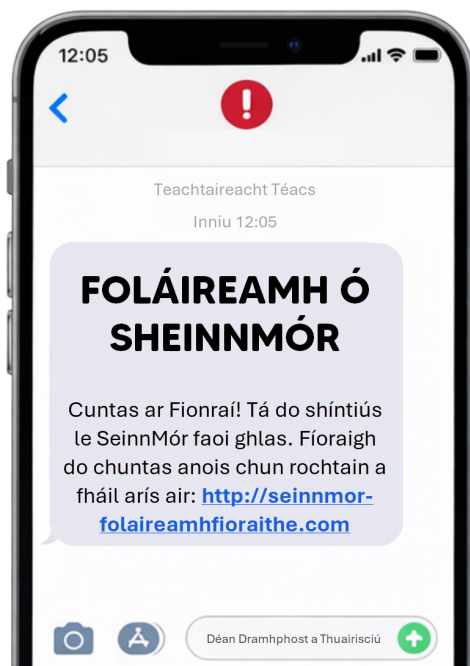 12:05
Teachtaireacht Téacs
Inniu 12:05
FOLÁIREAMH Ó
SHEINNMÓR
Cuntas ar Fionraí! Tá do shíntiús
le SeinnMór faoi ghlas. Fíoraigh
do chuntas anois chun rochtain a
fháil arís air: http://seinnmor-
folaireamhfioraithe.com
Déan Dramhphost a Thuairisciú